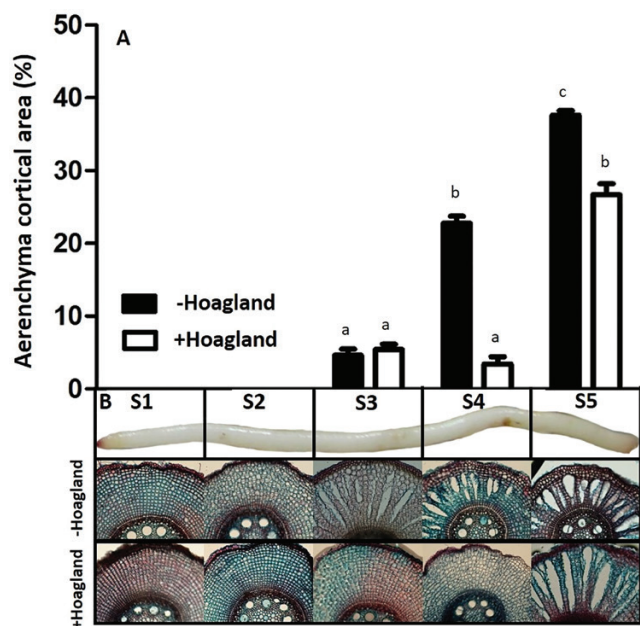 A
Aerenchyma cortical area (%)
50
40
30
20
10
0
-Hoagland
+Hoagland
a
a
b
a
c
b
B S1 S2 S3 S4 S5
-Hoagland
+Hoagland